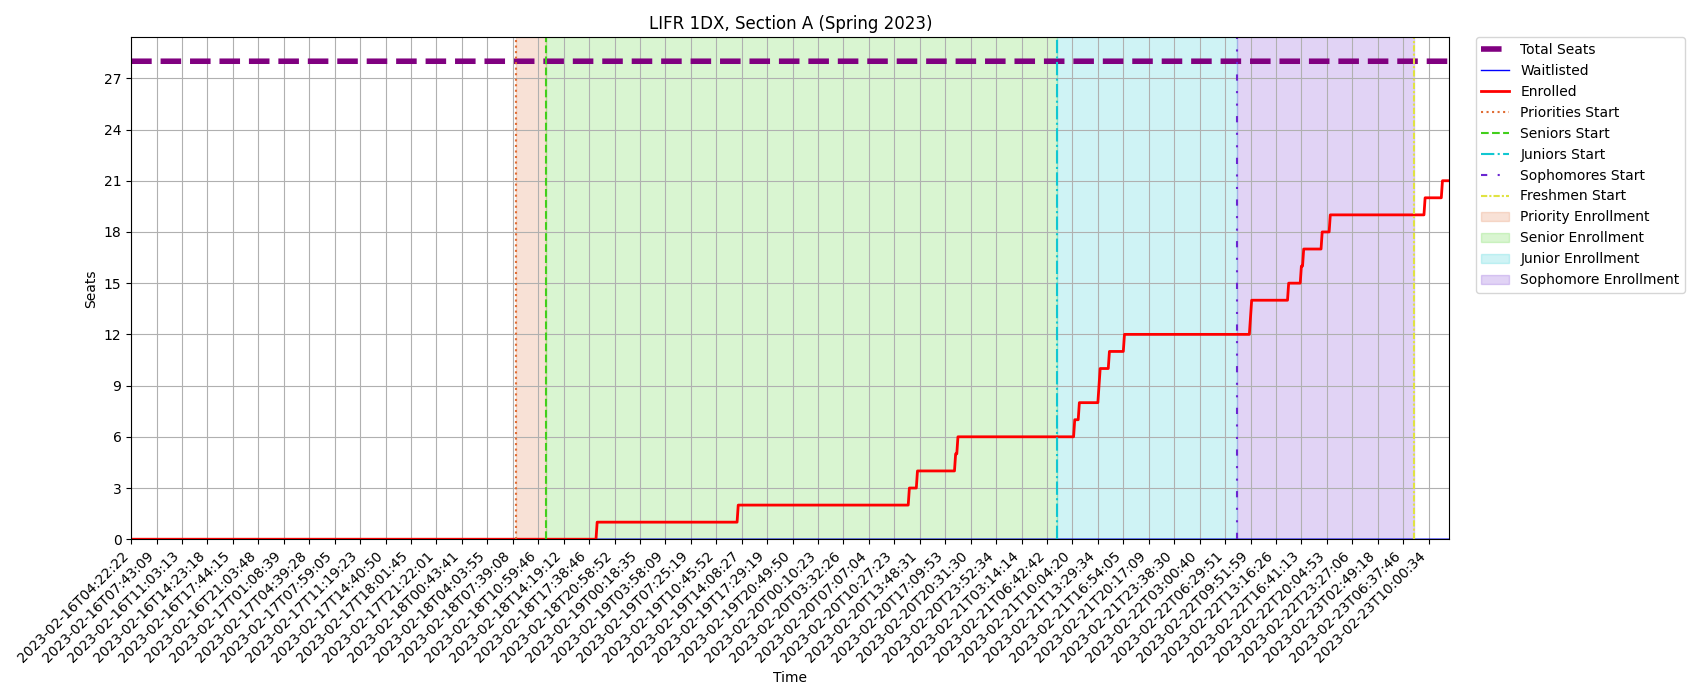 LIFR 1DX, Section A (Spring 2023)
Total Seats
Waitlisted
Enrolled
Priorities Start
Seniors Start
Juniors Start
Sophomores Start
Freshmen Start
Priority Enrollment
Senior Enrollment
Junior Enrollment
Sophomore Enrollment
Seats
27
24
21
18
15
12
9
6
3
0
2023-02-16T04:22:22
2023-02-16T07:43:09
2023-02-16T11:03:13
2023-02-16T14:23:18
2023-02-16T17:44:15
2023-02-16T21:03:48
2023-02-17T01:08:39
2023-02-17T04:39:28
2023-02-17T07:59:05
2023-02-17T11:19:23
2023-02-17T14:40:50
2023-02-17T18:01:45
2023-02-17T21:22:01
2023-02-18T00:43:41
2023-02-18T04:03:55
2023-02-18T07:39:08
2023-02-18T10:59:46
2023-02-18T14:19:12
2023-02-18T17:38:46
2023-02-18T20:58:52
2023-02-19T00:18:35
2023-02-19T03:58:09
2023-02-19T07:25:19
2023-02-19T10:45:52
2023-02-19T14:08:27
2023-02-19T17:29:19
2023-02-19T20:49:50
2023-02-20T00:10:23
2023-02-20T03:32:26
2023-02-20T07:07:04
2023-02-20T10:27:23
2023-02-20T13:48:31
2023-02-20T17:09:53
2023-02-20T20:31:30
2023-02-20T23:52:34
2023-02-21T03:14:14
2023-02-21T06:42:42
2023-02-21T10:04:20
2023-02-21T13:29:34
2023-02-21T16:54:05
2023-02-21T20:17:09
2023-02-21T23:38:30
2023-02-22T03:00:40
2023-02-22T06:29:51
2023-02-22T09:51:59
2023-02-22T13:16:26
2023-02-22T16:41:13
2023-02-22T20:04:53
2023-02-22T23:27:06
2023-02-23T02:49:18
2023-02-23T06:37:46
2023-02-23T10:00:34
Time